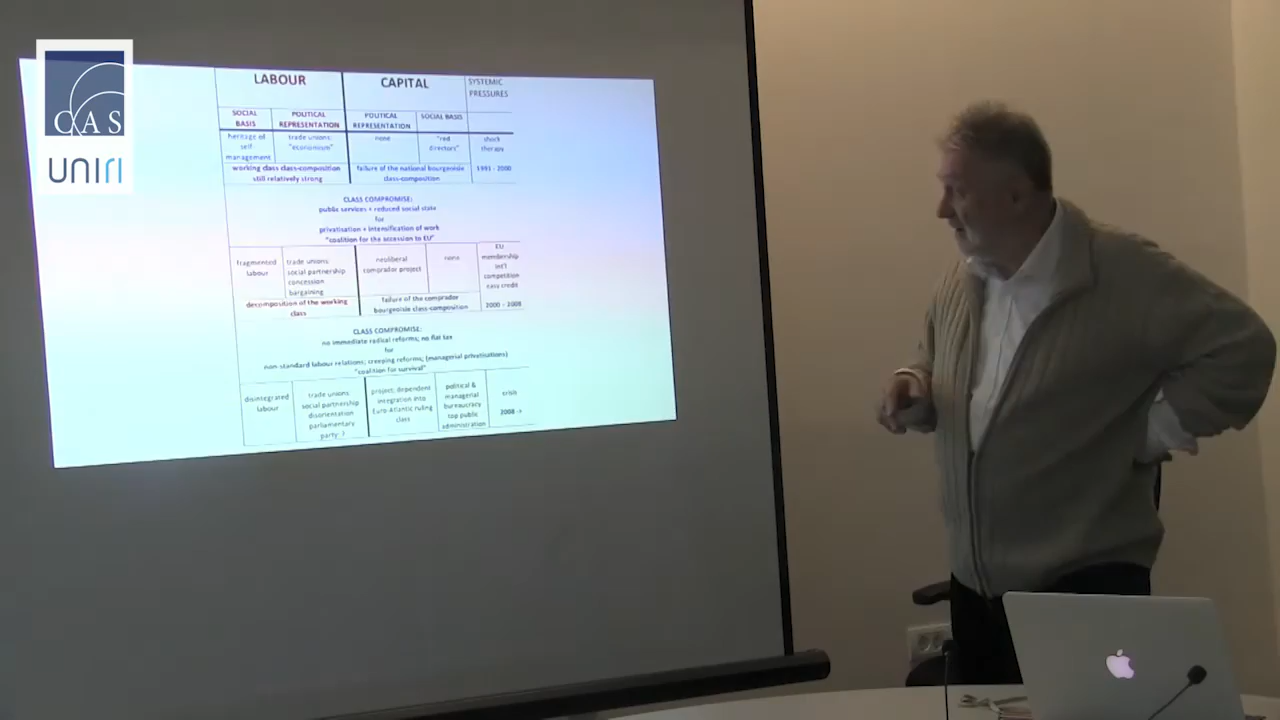 CAS
UNIRI
LABOUR CAPITAL SYSTEMIC
PRESSURES
SOCIAL POLITICAL POLITICAL SOCIAL BASIS
BASIS REPRESENTATION REPRESENTATION
heritage of trade unions: none "red shock
self- "economism" directors" therapy
management
working class class-composition failure of the national bourgeoisie 1991 - 2000
still relatively strong class-composition
CLASS COMPROMISE:
public services + reduced social state
for
privatisation + intensification of work
"coalition for the accession to EU"
EU
fragmented trade unions: neoliberal none membership
labour social partnership comprador project int'l
concession competition
bargaining easy credit
decomposition of the working failure of the comprador 2000 - 2008
class bourgeoisie class-composition
CLASS COMPROMISE:
no immediate radical reforms; no flat tax
for
non-standard labour relations; creeping reforms; (managerial privatisations)
"coalition for survival"
disintegrated trade unions: project: dependent political & crisis
labour social partnership integration into managerial
disorientation Euro-Atlantic ruling bureaucracy 2008 →
parliamentary class top public
party ? administration